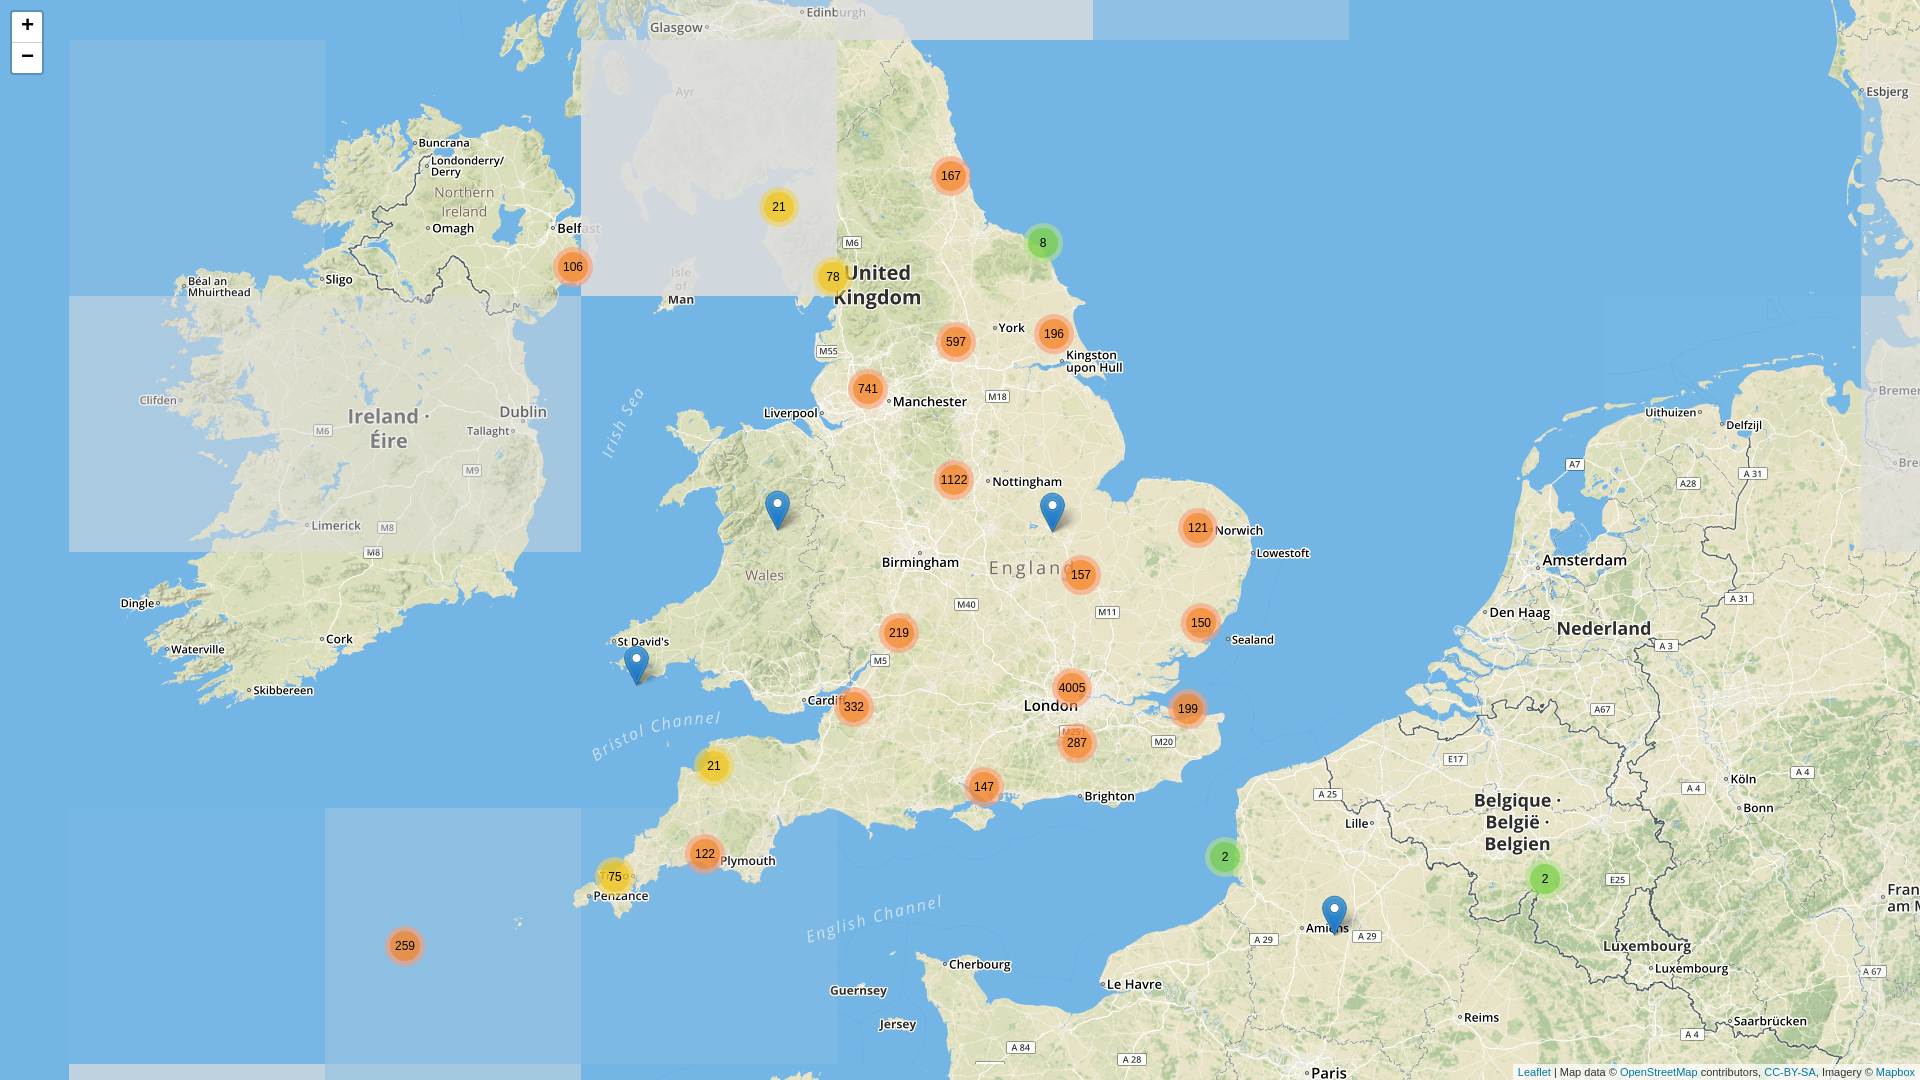 +
−
Glasgow
Edinburgh
Ayr
Esbjerg
Buncrana
Londonderry/
Derry
Northern
Ireland
Omagh
Belfast
167
21
M6
8
106
78
United
Kingdom
Isle
of
Man
Béal an
Mhuirthead
Sligo
York
196
597
M55
Kingston
upon Hull
741
Manchester
M18
Liverpool
Irish Sea
Clifden
Ireland ·
Éire
Dublin
Tallaght
M6
M9
Limerick
M8
M8
1122
Nottingham
121
Norwich
Lowestoft
Birmingham
England
157
Wales
M40
M11
150
Sealand
219
M5
St David's
Dingle
Cork
Waterville
Skibbereen
Uithuizen
Delfzijl
A7
A 31
A28
Amsterdam
A 31
Den Haag
Nederland
A 3
4005
London
199
M25
287
M20
Cardiff
332
Bristol Channel
21
147
Brighton
122
Plymouth
75
Penzance
259
English Channel
A67
E17
A 25
Lille
Belgique ·
België ·
Belgien
Köln
A 4
A 4
Bonn
2
2
E25
Amiens
A 29
A 29
Luxembourg
Luxembourg
A 67
Cherbourg
Guernsey
Jersey
Le Havre
Reims
Saarbrücken
A 4
A 84
A 28
Paris
Leaflet | Map data © OpenStreetMap contributors, CC-BY-SA, Imagery © Mapbox